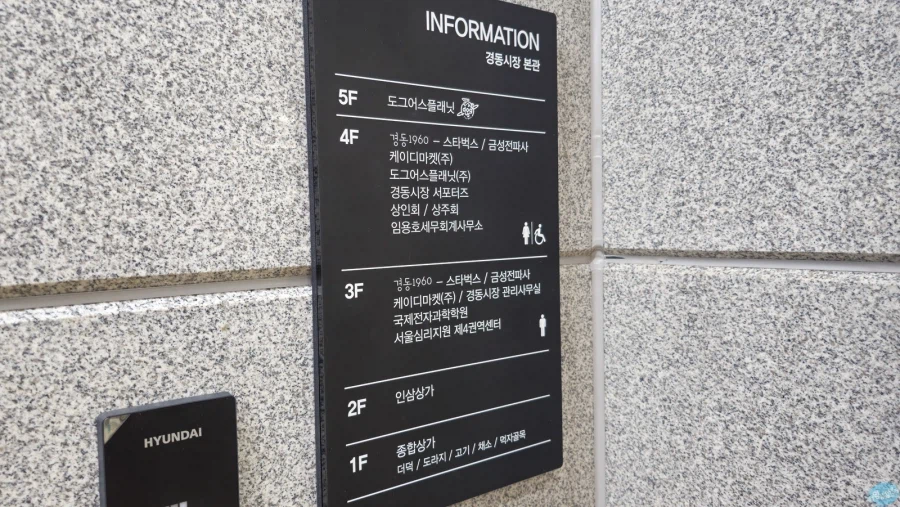 INFORMATION
경동시장 본관
5F 도그어스플래닛
4F 경동1960 – 스타벅스 / 금성전파사
케이디마켓(주)
도그어스플래닛(주)
경동시장 서포터즈
상인회 / 상주회
임용호세무회계사무소
3F 경동1960 – 스타벅스 / 금성전파사
케이디마켓(주) / 경동시장 관리사무실
국제전자과학학원
서울심리지원 제4권역센터
2F 인삼상가
1F 종합상가
더덕 / 도라지 / 고기 / 채소 / 먹자골목
HYUNDAI